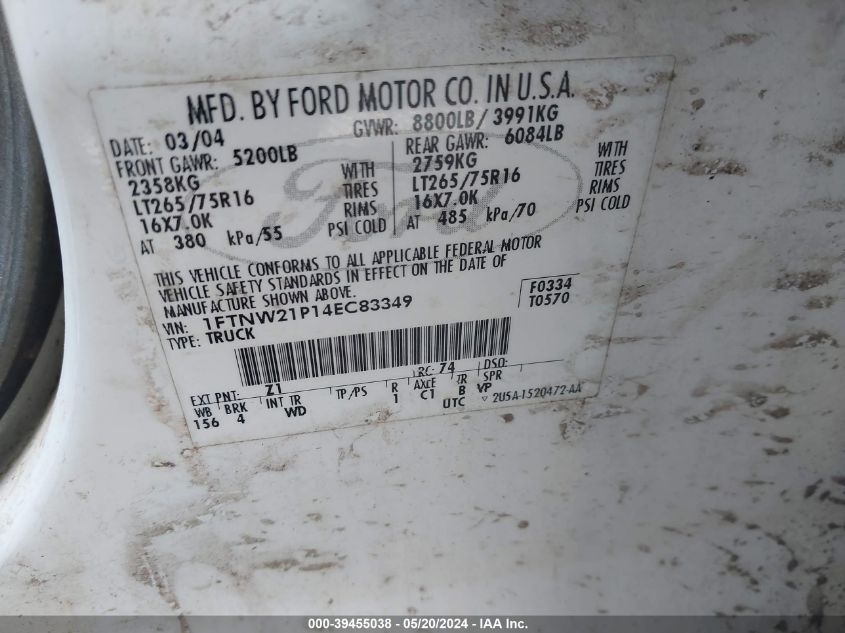 MFD. BY FORD MOTOR CO. IN U.S.A.
DATE: 03/04 GVWR: 8800LB/ 3991KG
FRONT GAWR: 5200LB REAR GAWR: 6084LB
2358KG WITH 2759KG WITH
LT265/75R16 TIRES LT265/75R16 TIRES
16X7.0K RIMS 16X7.0K RIMS
AT 380 kPa/55 PSI COLD AT 485 kPa/70 PSI COLD
Ford
THIS VEHICLE CONFORMS TO ALL APPLICABLE FEDERAL MOTOR
VEHICLE SAFETY STANDARDS IN EFFECT ON THE DATE OF
MANUFACTURE SHOWN ABOVE.
VIN: 1FTNW21P14EC83349 F0334
TYPE: TRUCK T0570
EXT PNT: Z1 RC: 74 DSO:
WB BRK INT TR TP/PS R AXLE TR SPR
156 4 WD 1 C1 B VP
UTC ▽ 2U5A-1520472-AA
000-39455038 - 05/20/2024 - IAA Inc.